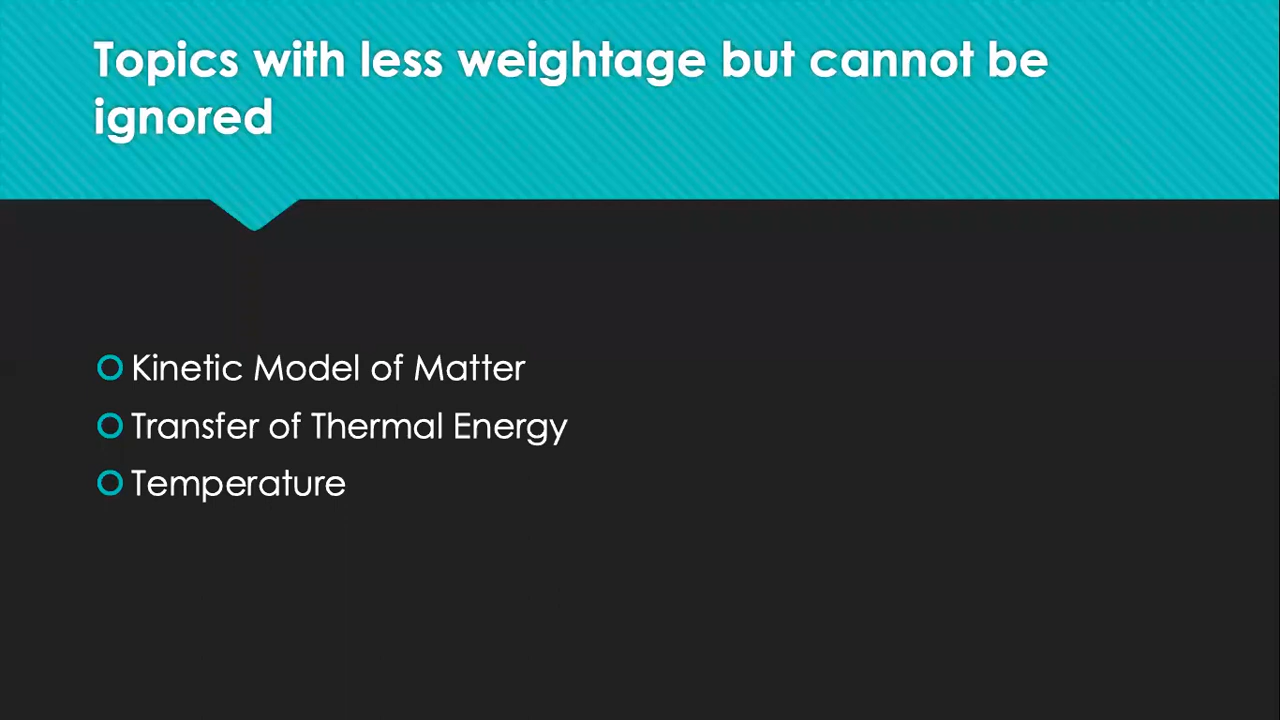 Topics with less weightage but cannot be
ignored
Kinetic Model of Matter
Transfer of Thermal Energy
Temperature